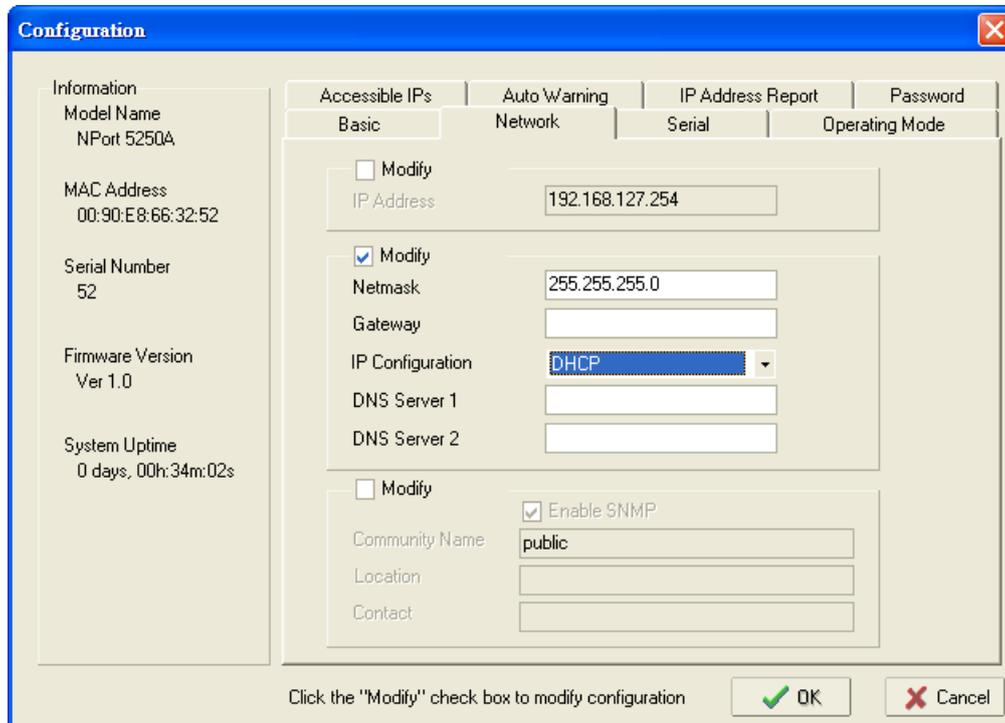 Configuration
Information
Model Name
NPort 5250A
MAC Address
00:90:E8:66:32:52
Serial Number
52
Firmware Version
Ver 1.0
System Uptime
0 days, 00h:34m:02s
Accessible IPs Auto Warning IP Address Report Password
Basic Network Serial Operating Mode
Modify
IP Address 192.168.127.254
Modify
Netmask 255.255.255.0
Gateway
IP Configuration DHCP
DNS Server 1
DNS Server 2
Modify
Enable SNMP
Community Name public
Location
Contact
Click the "Modify" check box to modify configuration OK Cancel